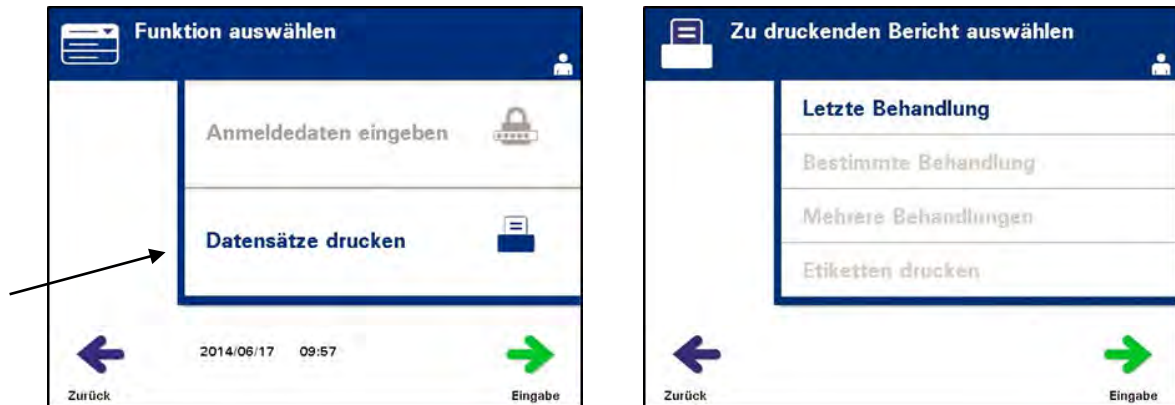 Funktion auswählen
Anmeldedaten eingeben
Datensätze drucken
2014/06/17 09:57
Zurück
Eingabe
Zu druckenden Bericht auswählen
Letzte Behandlung
Bestimmte Behandlung
Mehrere Behandlungen
Etiketten drucken
Zurück
Eingabe